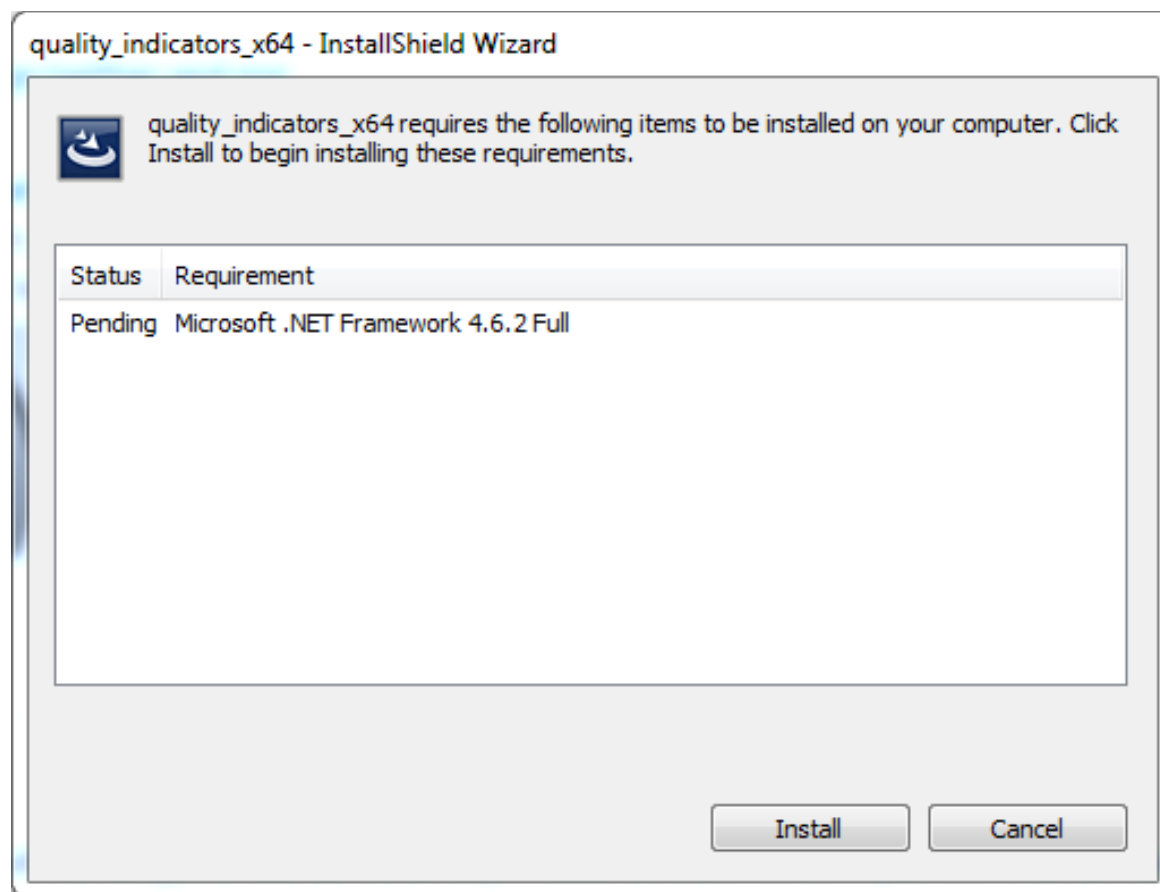 quality_indicators_x64 - InstallShield Wizard
quality_indicators_x64 requires the following items to be installed on your computer. Click
Install to begin installing these requirements.
Status Requirement
Pending Microsoft .NET Framework 4.6.2 Full
Install Cancel